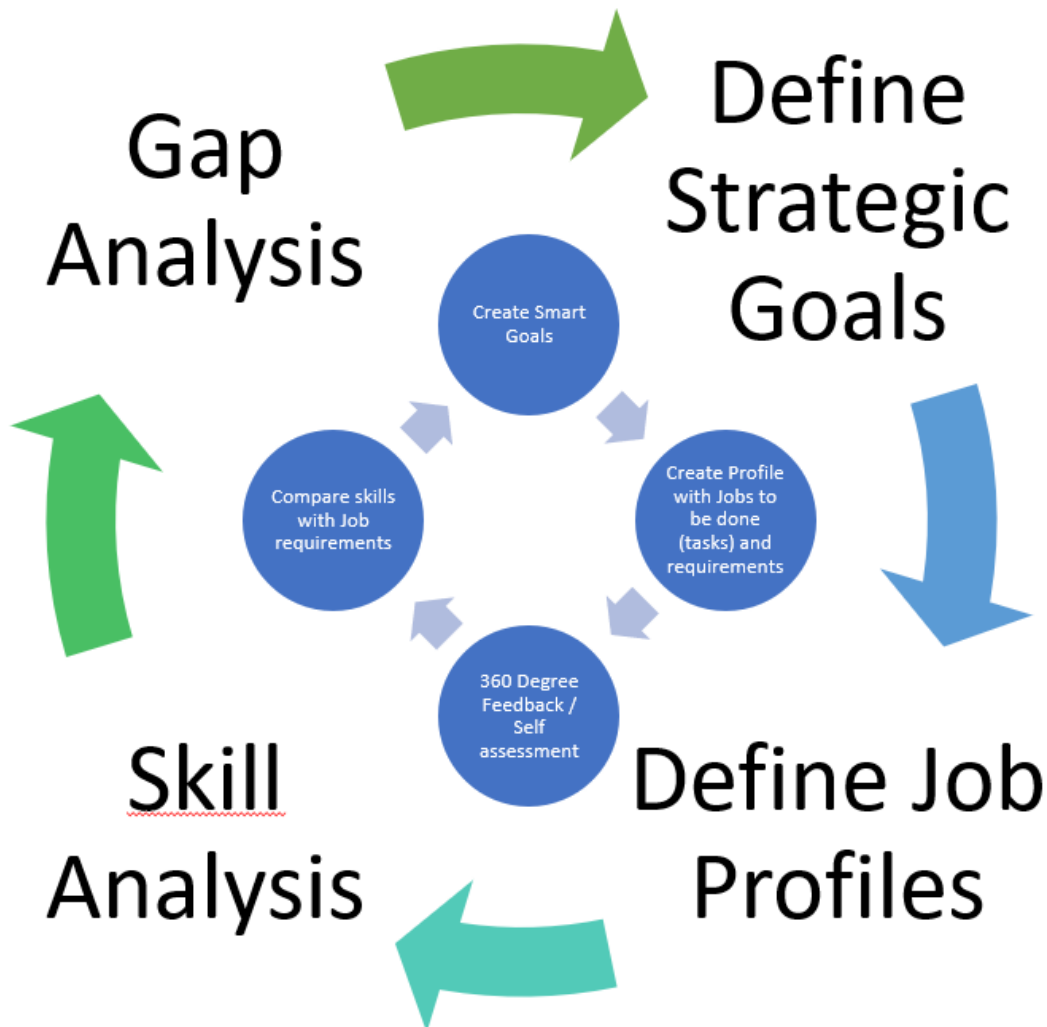 Gap
Analysis
Define
Strategic
Goals
Create Smart
Goals
Compare skills
with Job
requirements
Create Profile
with Jobs to
be done
(tasks) and
requirements
360 Degree
Feedback /
Self
assessment
Skill
Analysis
Define Job
Profiles